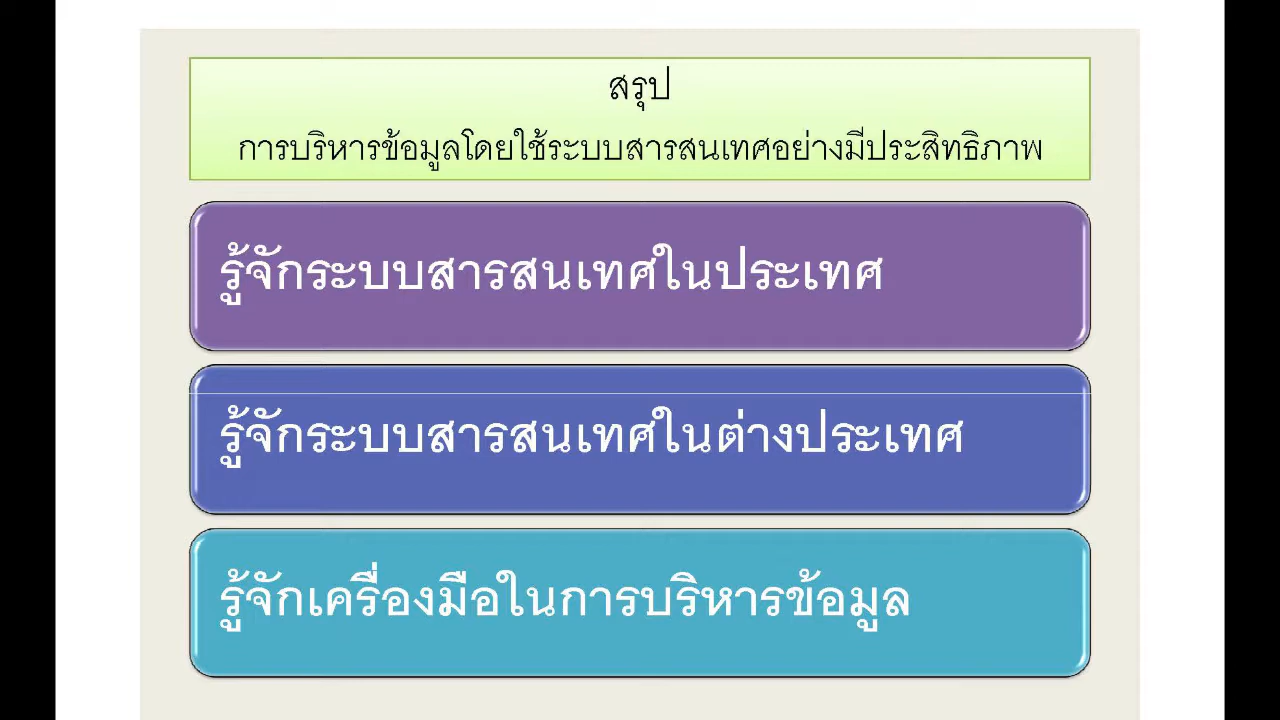 สรุป
การบริหารข้อมูลโดยใช้ระบบสารสนเทศอย่างมีประสิทธิภาพ
รู้จักระบบสารสนเทศในประเทศ
รู้จักระบบสารสนเทศในต่างประเทศ
รู้จักเครื่องมือในการบริหารข้อมูล